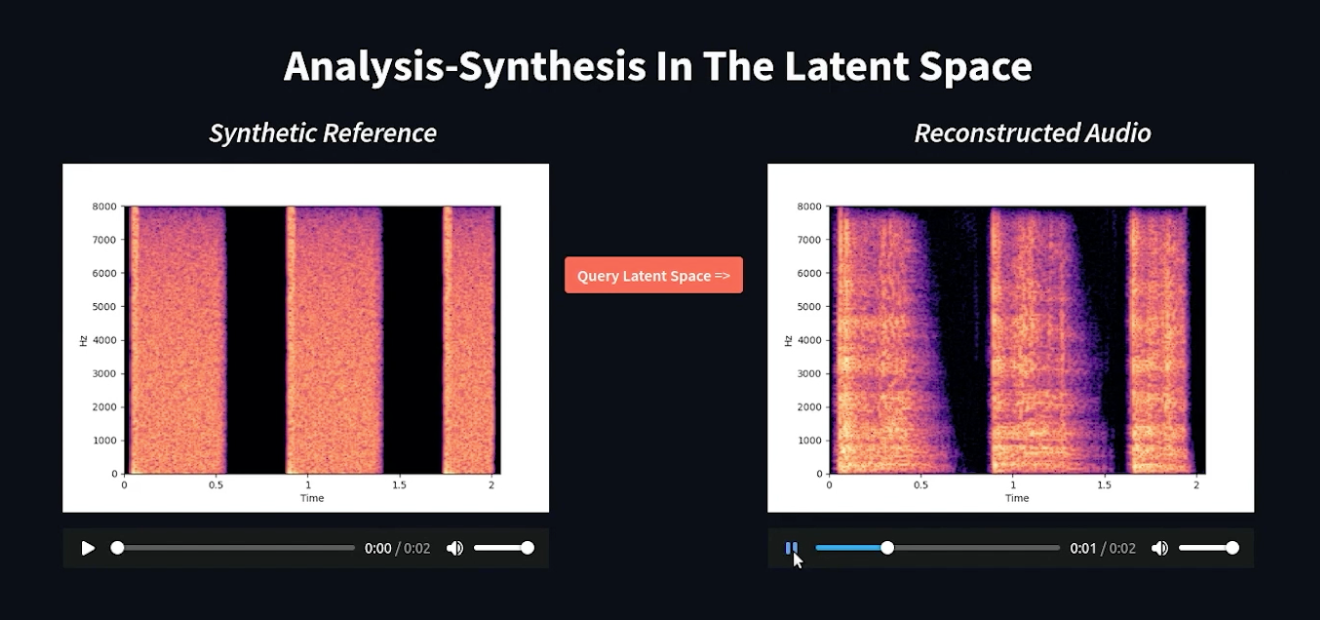 Analysis-Synthesis In The Latent Space
Synthetic Reference
Reconstructed Audio
8000
7000
6000
5000
4000
3000
2000
1000
0
Hz
0 0.5 1 1.5 2
Time
Query Latent Space =>
8000
7000
6000
5000
4000
3000
2000
1000
0
Hz
0 0.5 1 1.5 2
Time
0:00 / 0:02
0:01 / 0:02